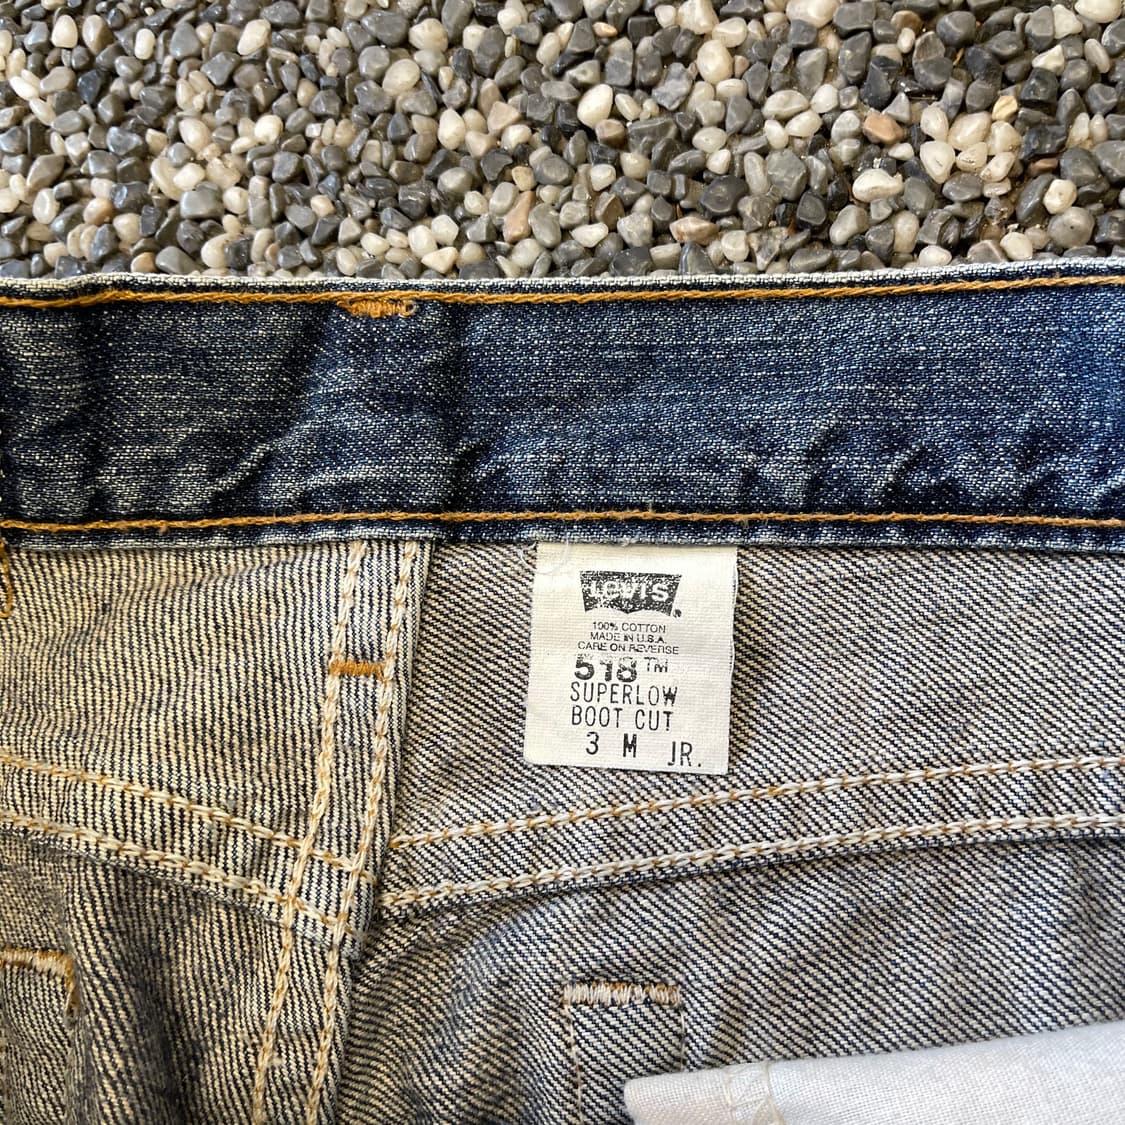 Levi's
100% COTTON
MADE IN U.S.A.
CARE ON REVERSE
518™
SUPERLOW
BOOT CUT
3 M JR.